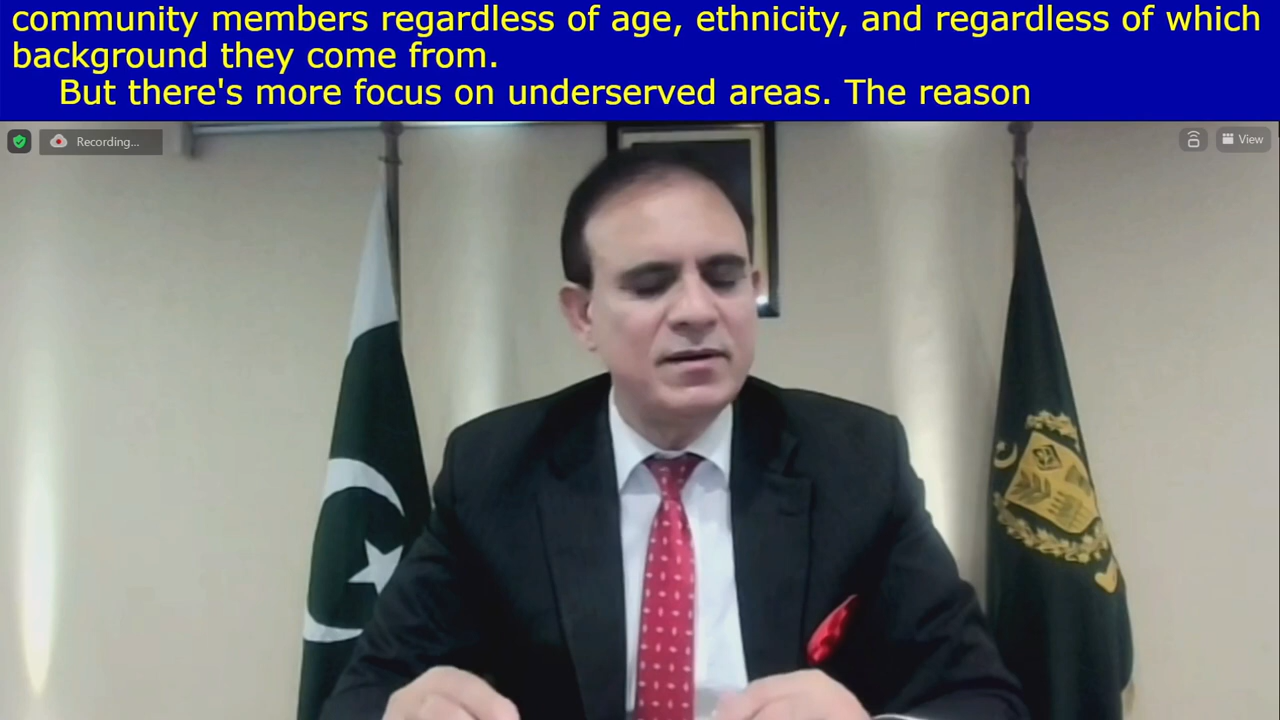 community members regardless of age, ethnicity, and regardless of which
background they come from.
But there's more focus on underserved areas. The reason
Recording...
View